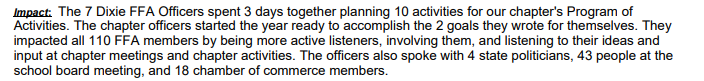 Impact: The 7 Dixie FFA Officers spent 3 days together planning 10 activities for our chapter's Program of
Activities. The chapter officers started the year ready to accomplish the 2 goals they wrote for themselves. They
impacted all 110 FFA members by being more active listeners, involving them, and listening to their ideas and
input at chapter meetings and chapter activities. The officers also spoke with 4 state politicians, 43 people at the
school board meeting, and 18 chamber of commerce members.